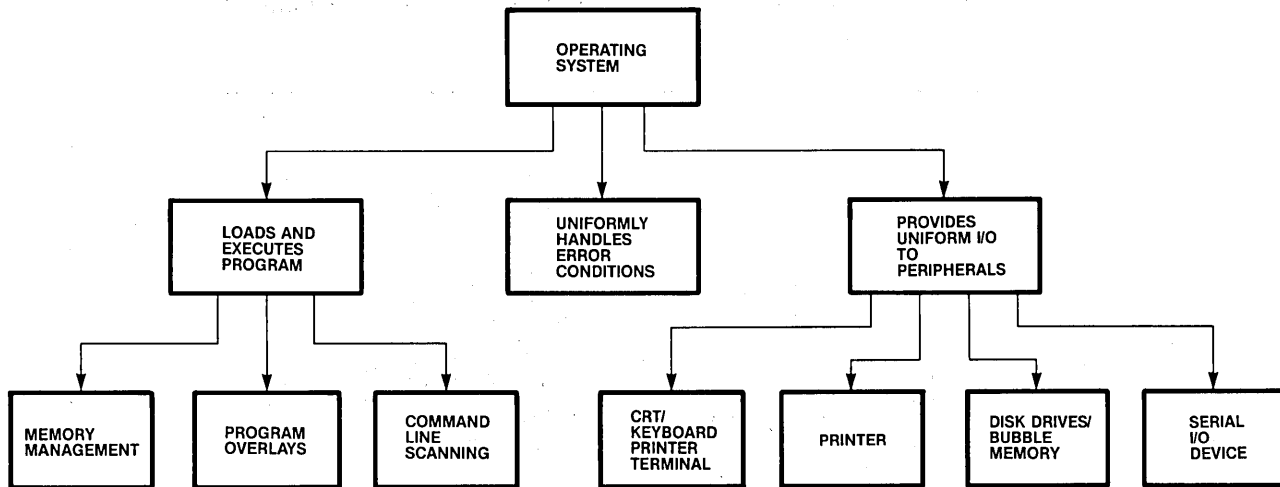 OPERATING
SYSTEM
LOADS AND
EXECUTES
PROGRAM
UNIFORMLY
HANDLES
ERROR
CONDITIONS
PROVIDES
UNIFORM I/O
TO
PERIPHERALS
MEMORY
MANAGEMENT
PROGRAM
OVERLAYS
COMMAND
LINE
SCANNING
CRT/
KEYBOARD
PRINTER
TERMINAL
PRINTER
DISK DRIVES/
BUBBLE
MEMORY
SERIAL
I/O
DEVICE